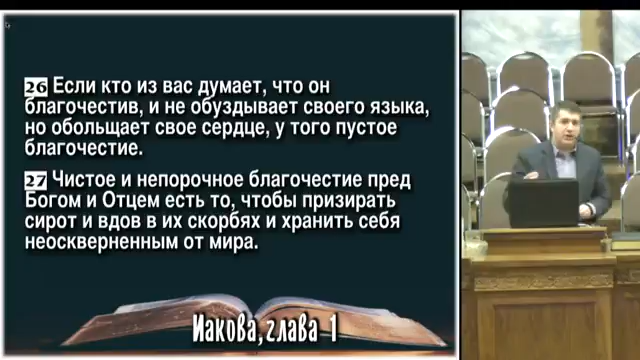 26 Если кто из вас думает, что он
благочестив, и не обуздывает своего языка,
но обольщает свое сердце, у того пустое
благочестие.
27 Чистое и непорочное благочестие пред
Богом и Отцем есть то, чтобы призирать
сирот и вдов в их скорбях и хранить себя
неоскверненным от мира.
Иакова, глава 1